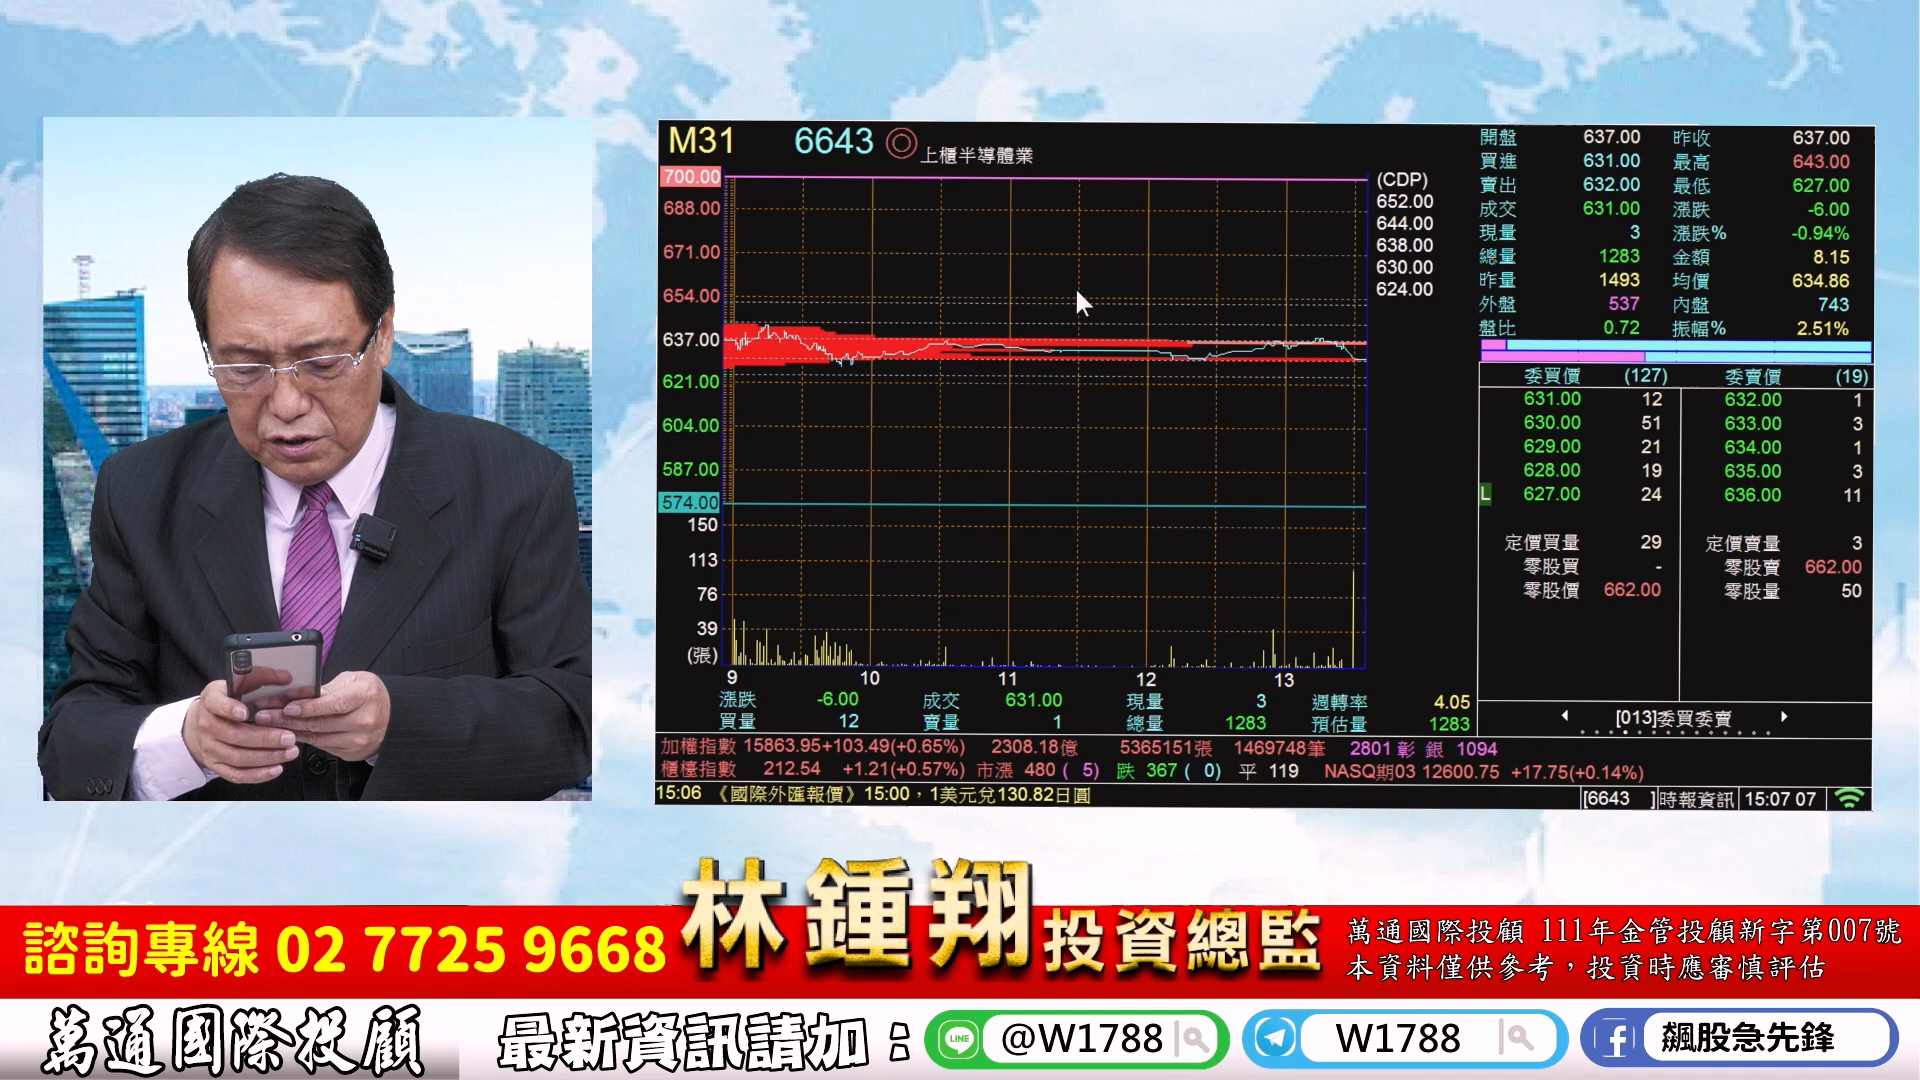 M31 6643 ◎ 上櫃半導體業
700.00
688.00
671.00
654.00
637.00
621.00
604.00
587.00
574.00
150
113
76
39
(張)
9 10 11 12 13
(CDP)
652.00
644.00
638.00
630.00
624.00
開盤 637.00 昨收 637.00
買進 631.00 最高 643.00
賣出 632.00 最低 627.00
成交 631.00 漲跌 -6.00
現量 3 漲跌% -0.94%
總量 1283 金額 8.15
昨量 1493 均價 634.86
外盤 537 內盤 743
盤比 0.72 振幅% 2.51%
委買價 (127) 委賣價 (19)
631.00 12 632.00 1
630.00 51 633.00 3
629.00 21 634.00 1
628.00 19 635.00 3
L 627.00 24 636.00 11
定價買量 29 定價賣量 3
零股買 - 零股賣 662.00
零股價 662.00 零股量 50
[013]委買委賣
漲跌 -6.00 成交 631.00 現量 3 週轉率 4.05
買量 12 賣量 1 總量 1283 預估量 1283
加權指數 15863.95+103.49(+0.65%) 2308.18億 5365151張 1469748筆 2801 彰 銀 1094
櫃檯指數 212.54 +1.21(+0.57%) 市漲 480 ( 5) 跌 367 ( 0) 平 119 NASQ期03 12600.75 +17.75(+0.14%)
15:06 《國際外匯報價》15:00,1美元兌130.82日圓
[6643 ]時報資訊 15:07 07
諮詢專線 02 7725 9668
林鍾翔 投資總監
萬通國際投顧 111年金管投顧新字第007號
本資料僅供參考,投資時應審慎評估
萬通國際投顧
最新資訊請加:
LINE @W1788
W1788
飆股急先鋒